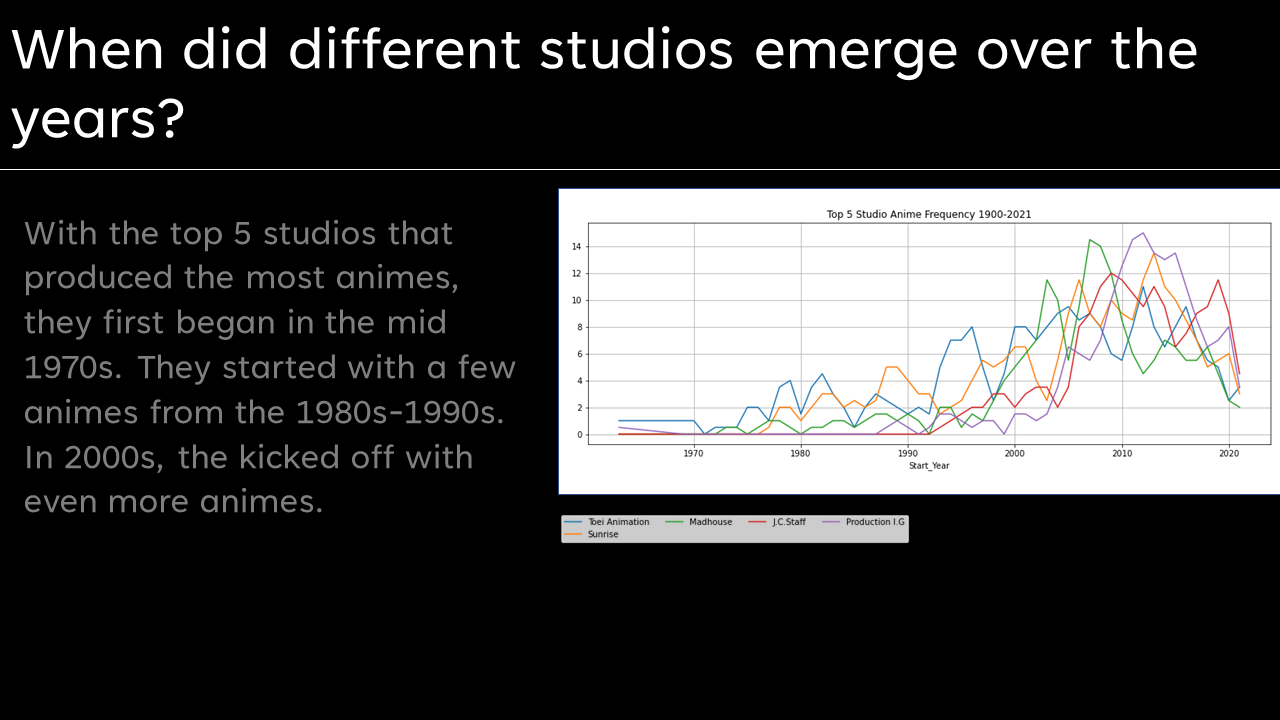 When did different studios emerge over the
years?
With the top 5 studios that
produced the most animes,
they first began in the mid
1970s. They started with a few
animes from the 1980s-1990s.
In 2000s, the kicked off with
even more animes.
Top 5 Studio Anime Frequency 1900-2021
14
12
10
8
6
4
2
0
1970 1980 1990 2000 2010 2020
Start_Year
Toei Animation Madhouse J.C.Staff Production I.G
Sunrise